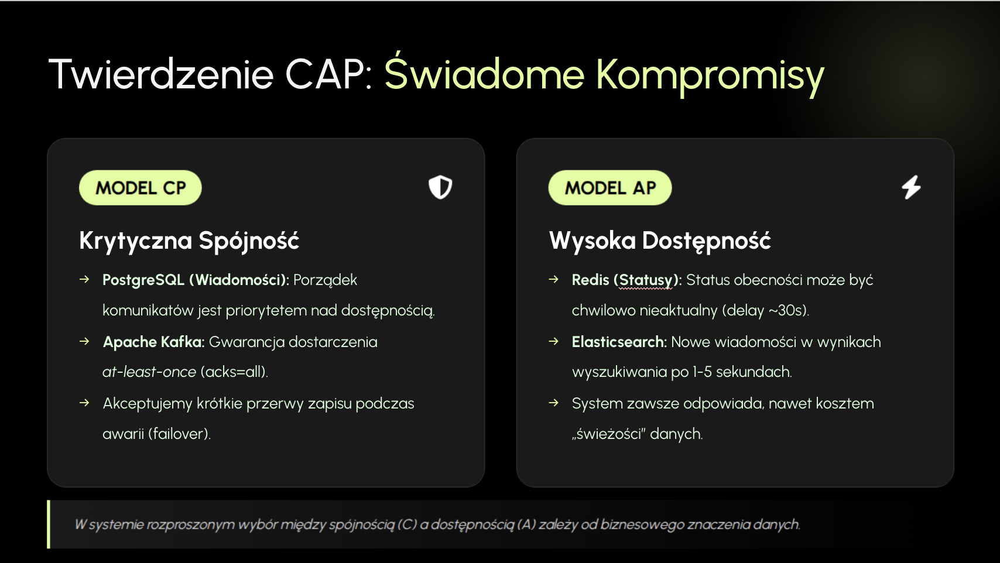 Twierdzenie CAP: Świadome Kompromisy
MODEL CP
Krytyczna Spójność
→ PostgreSQL (Wiadomości): Porządek
komunikatów jest priorytetem nad dostępnością.
→ Apache Kafka: Gwarancja dostarczenia
at-least-once (acks=all).
→ Akceptujemy krótkie przerwy zapisu podczas
awarii (failover).
MODEL AP
Wysoka Dostępność
→ Redis (Statusy): Status obecności może być
chwilowo nieaktualny (delay ~30s).
→ Elasticsearch: Nowe wiadomości w wynikach
wyszukiwania po 1-5 sekundach.
→ System zawsze odpowiada, nawet kosztem
„świeżości” danych.
W systemie rozproszonym wybór między spójnością (C) a dostępnością (A) zależy od biznesowego znaczenia danych.